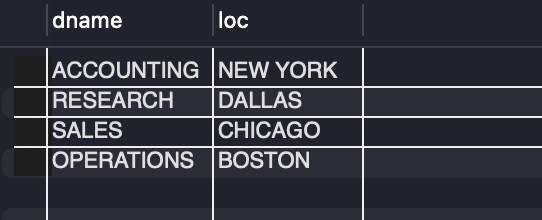 dname loc
ACCOUNTING NEW YORK
RESEARCH DALLAS
SALES CHICAGO
OPERATIONS BOSTON